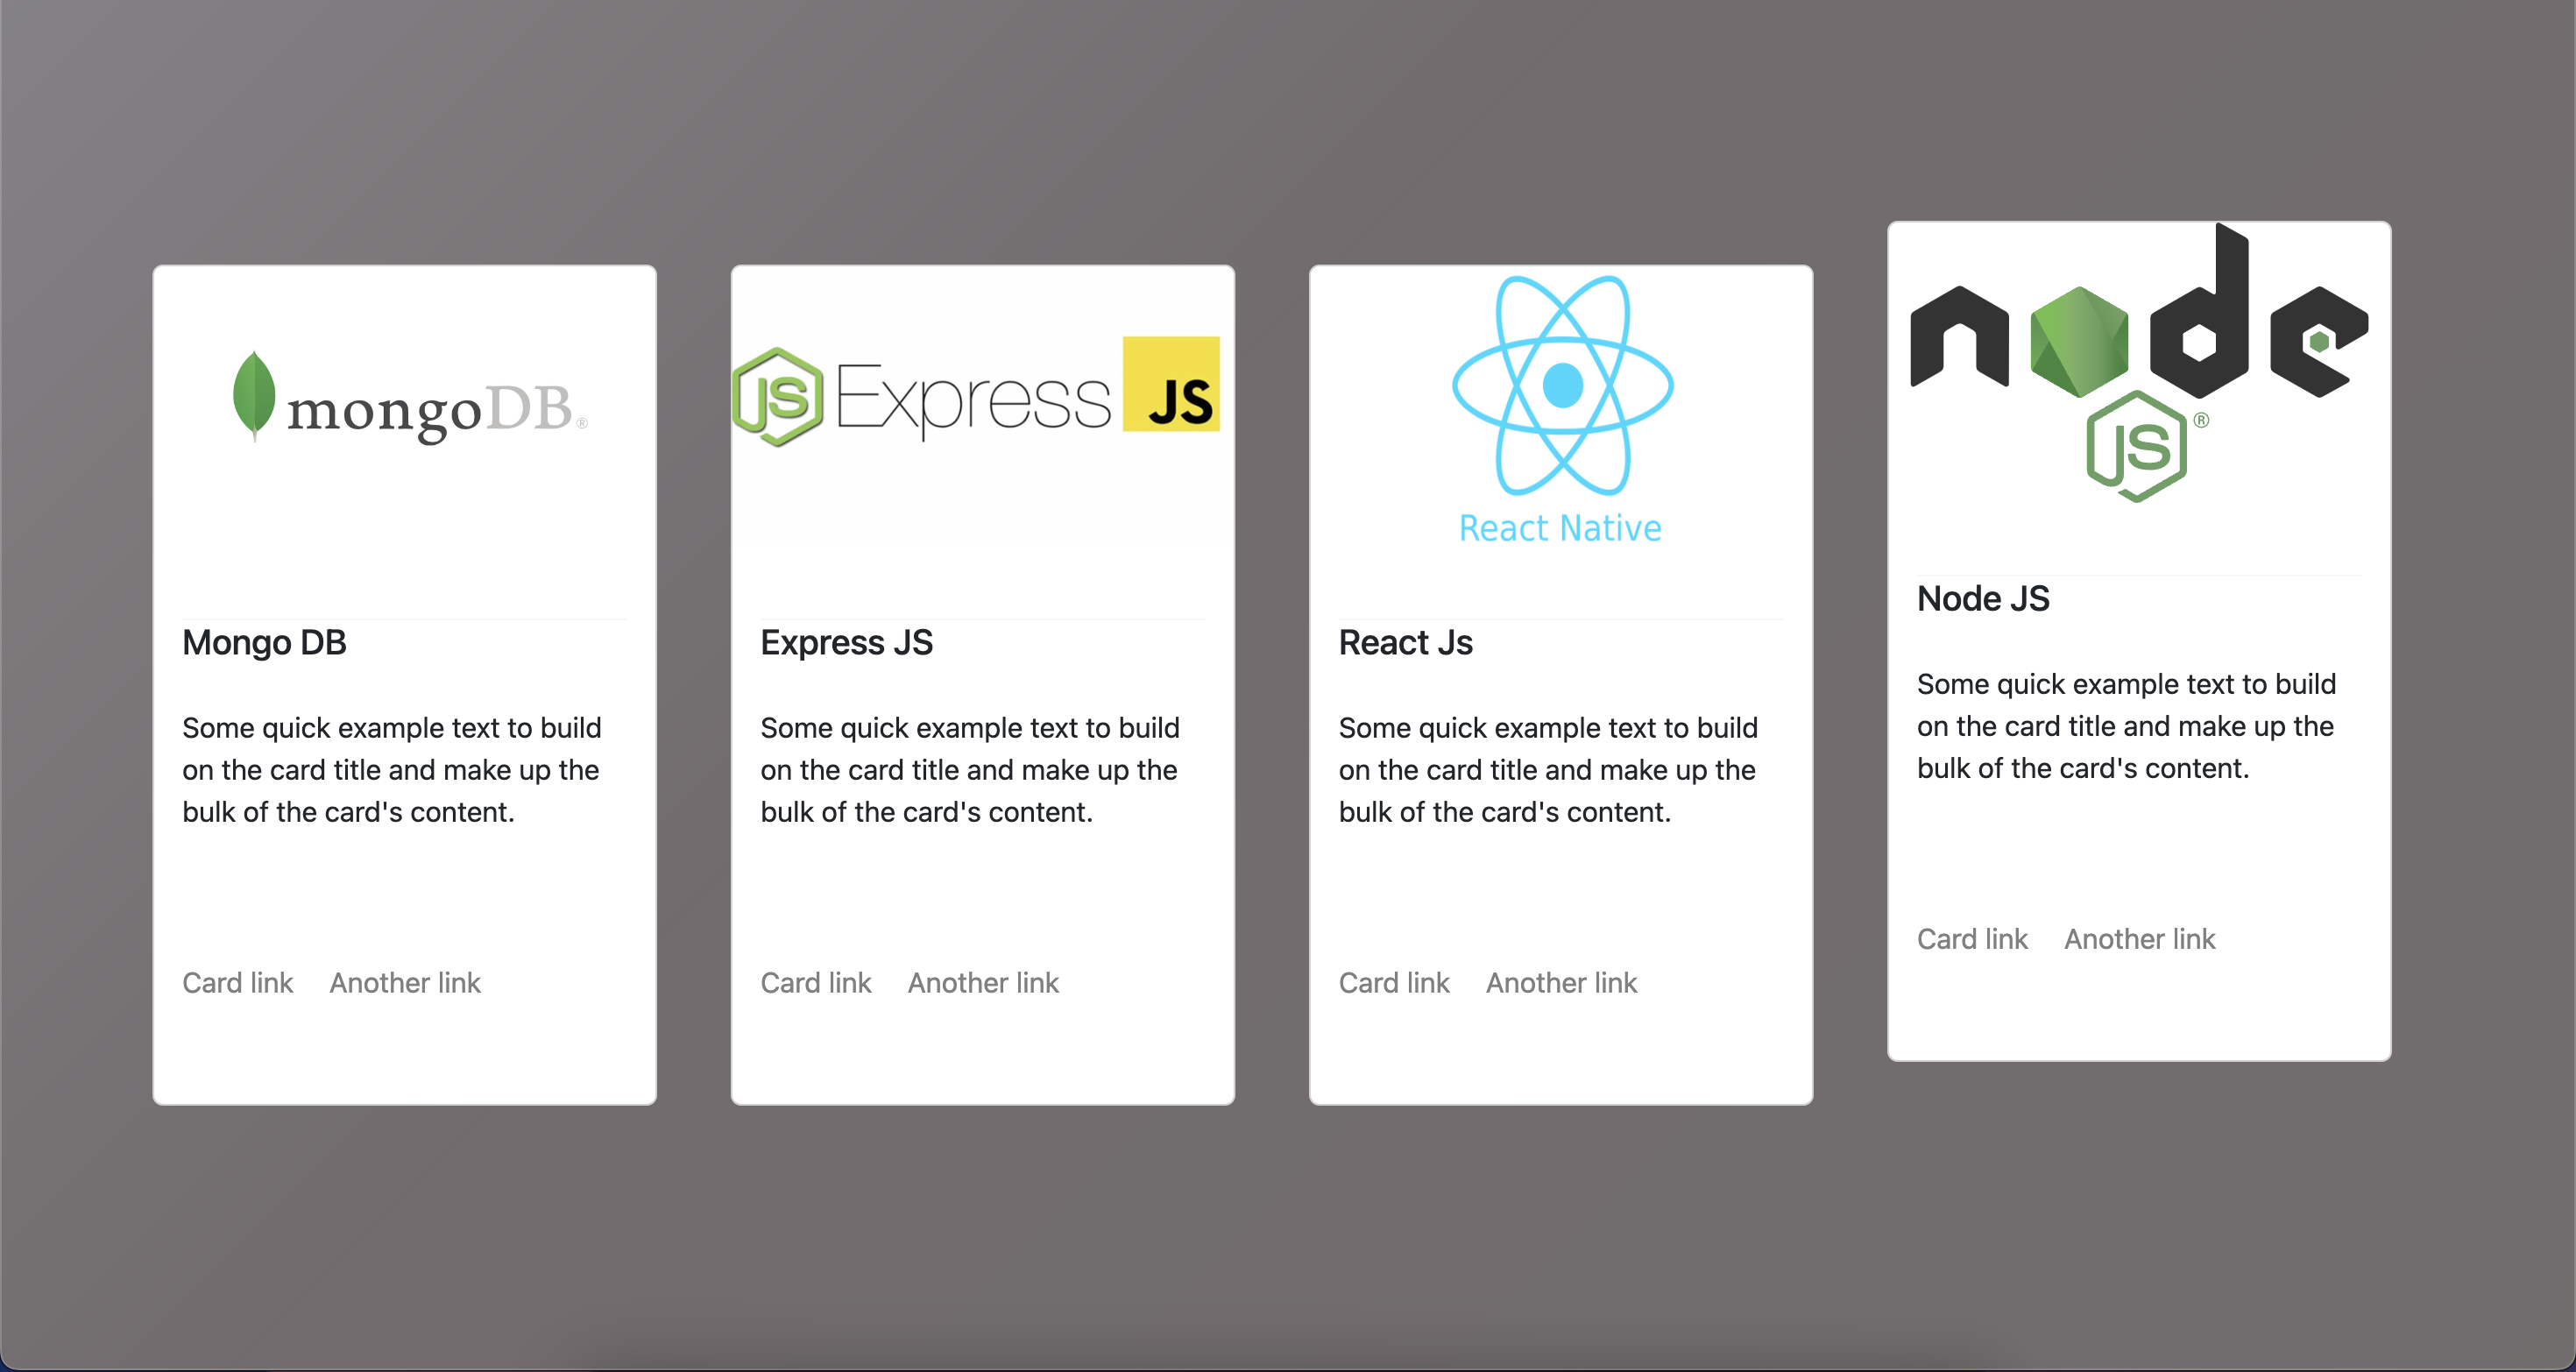 mongoDB®
Mongo DB
Some quick example text to build
on the card title and make up the
bulk of the card's content.
Card link Another link
JS Express JS
Express JS
Some quick example text to build
on the card title and make up the
bulk of the card's content.
Card link Another link
React Native
React Js
Some quick example text to build
on the card title and make up the
bulk of the card's content.
Card link Another link
node
JS®
Node JS
Some quick example text to build
on the card title and make up the
bulk of the card's content.
Card link Another link